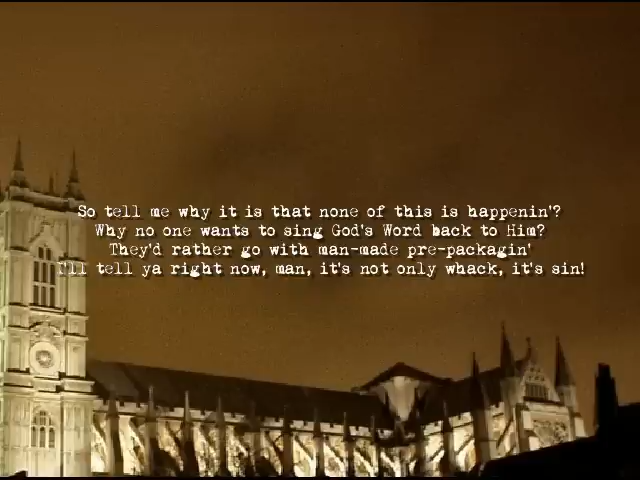 So tell me why it is that none of this is happenin'?
Why no one wants to sing God's Word back to Him?
They'd rather go with man-made pre-packagin'
I'll tell ya right now, man, it's not only whack, it's sin!